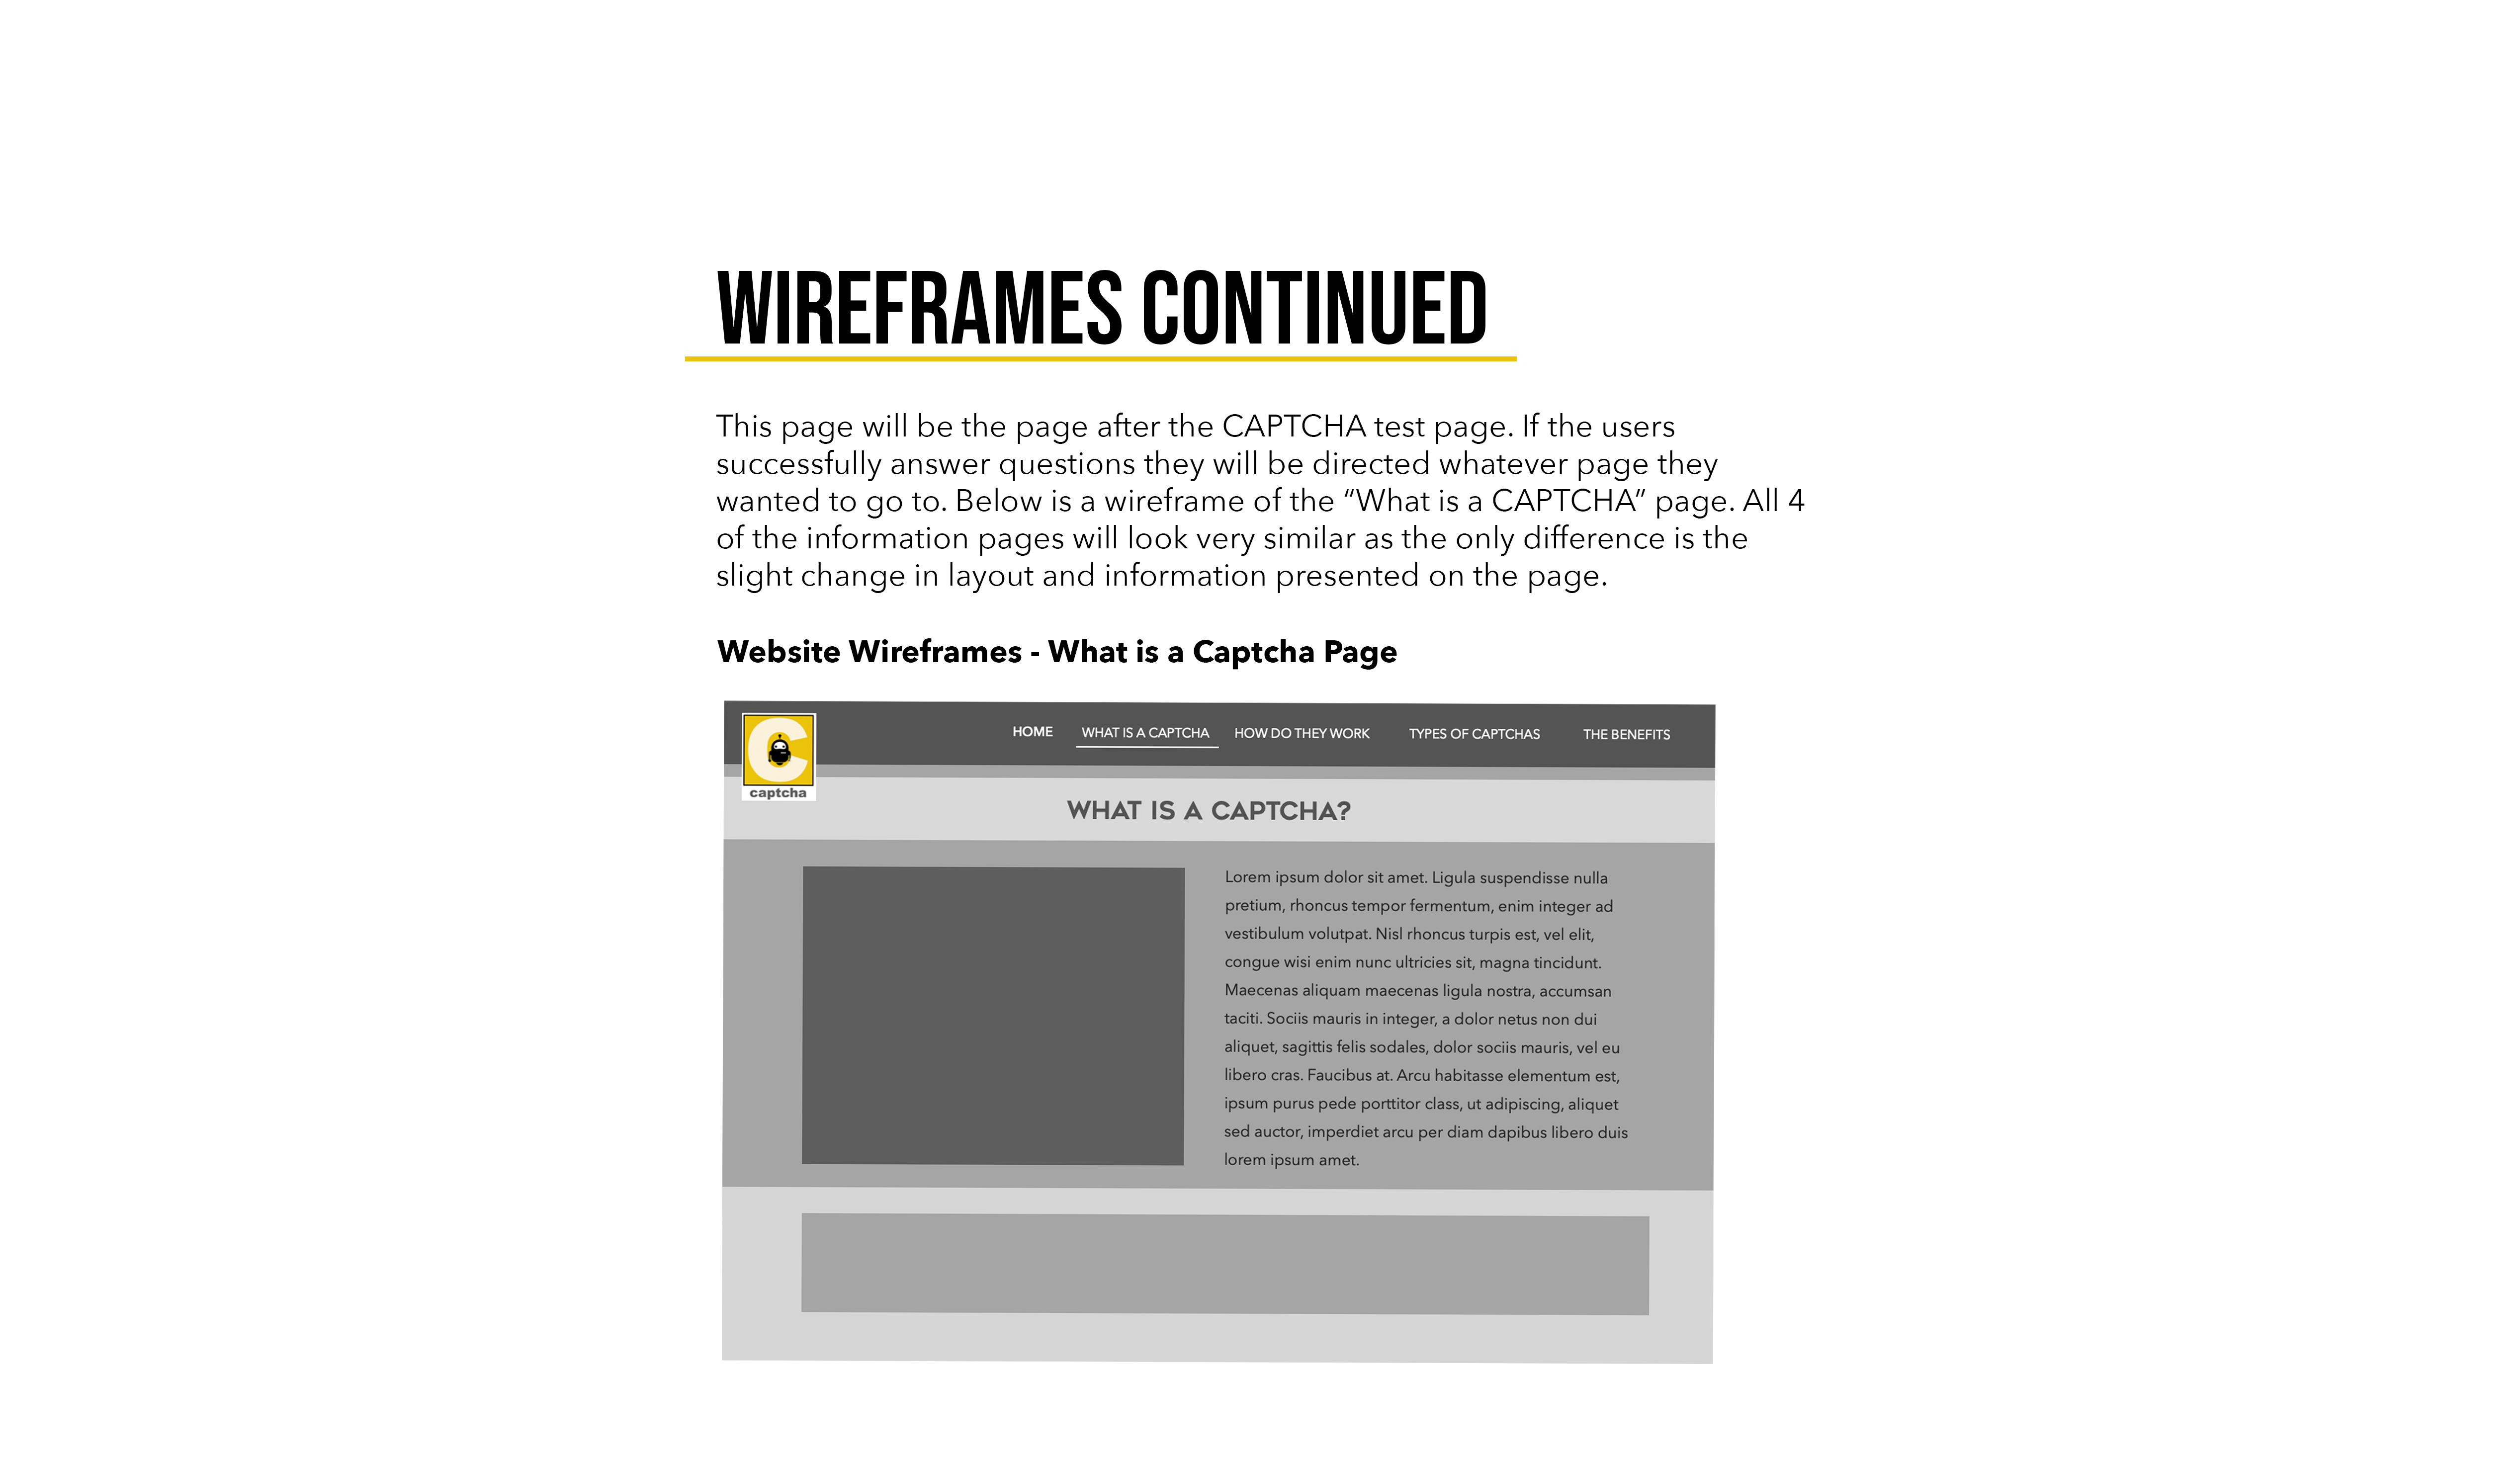 WIREFRAMES CONTINUED
This page will be the page after the CAPTCHA test page. If the users
successfully answer questions they will be directed whatever page they
wanted to go to. Below is a wireframe of the “What is a CAPTCHA” page. All 4
of the information pages will look very similar as the only difference is the
slight change in layout and information presented on the page.
Website Wireframes - What is a Captcha Page
C
captcha
HOME WHAT IS A CAPTCHA HOW DO THEY WORK TYPES OF CAPTCHAS THE BENEFITS
WHAT IS A CAPTCHA?
Lorem ipsum dolor sit amet. Ligula suspendisse nulla
pretium, rhoncus tempor fermentum, enim integer ad
vestibulum volutpat. Nisl rhoncus turpis est, vel elit,
congue wisi enim nunc ultricies sit, magna tincidunt.
Maecenas aliquam maecenas ligula nostra, accumsan
taciti. Sociis mauris in integer, a dolor netus non dui
aliquet, sagittis felis sodales, dolor sociis mauris, vel eu
libero cras. Faucibus at. Arcu habitasse elementum est,
ipsum purus pede porttitor class, ut adipiscing, aliquet
sed auctor, imperdiet arcu per diam dapibus libero duis
lorem ipsum amet.